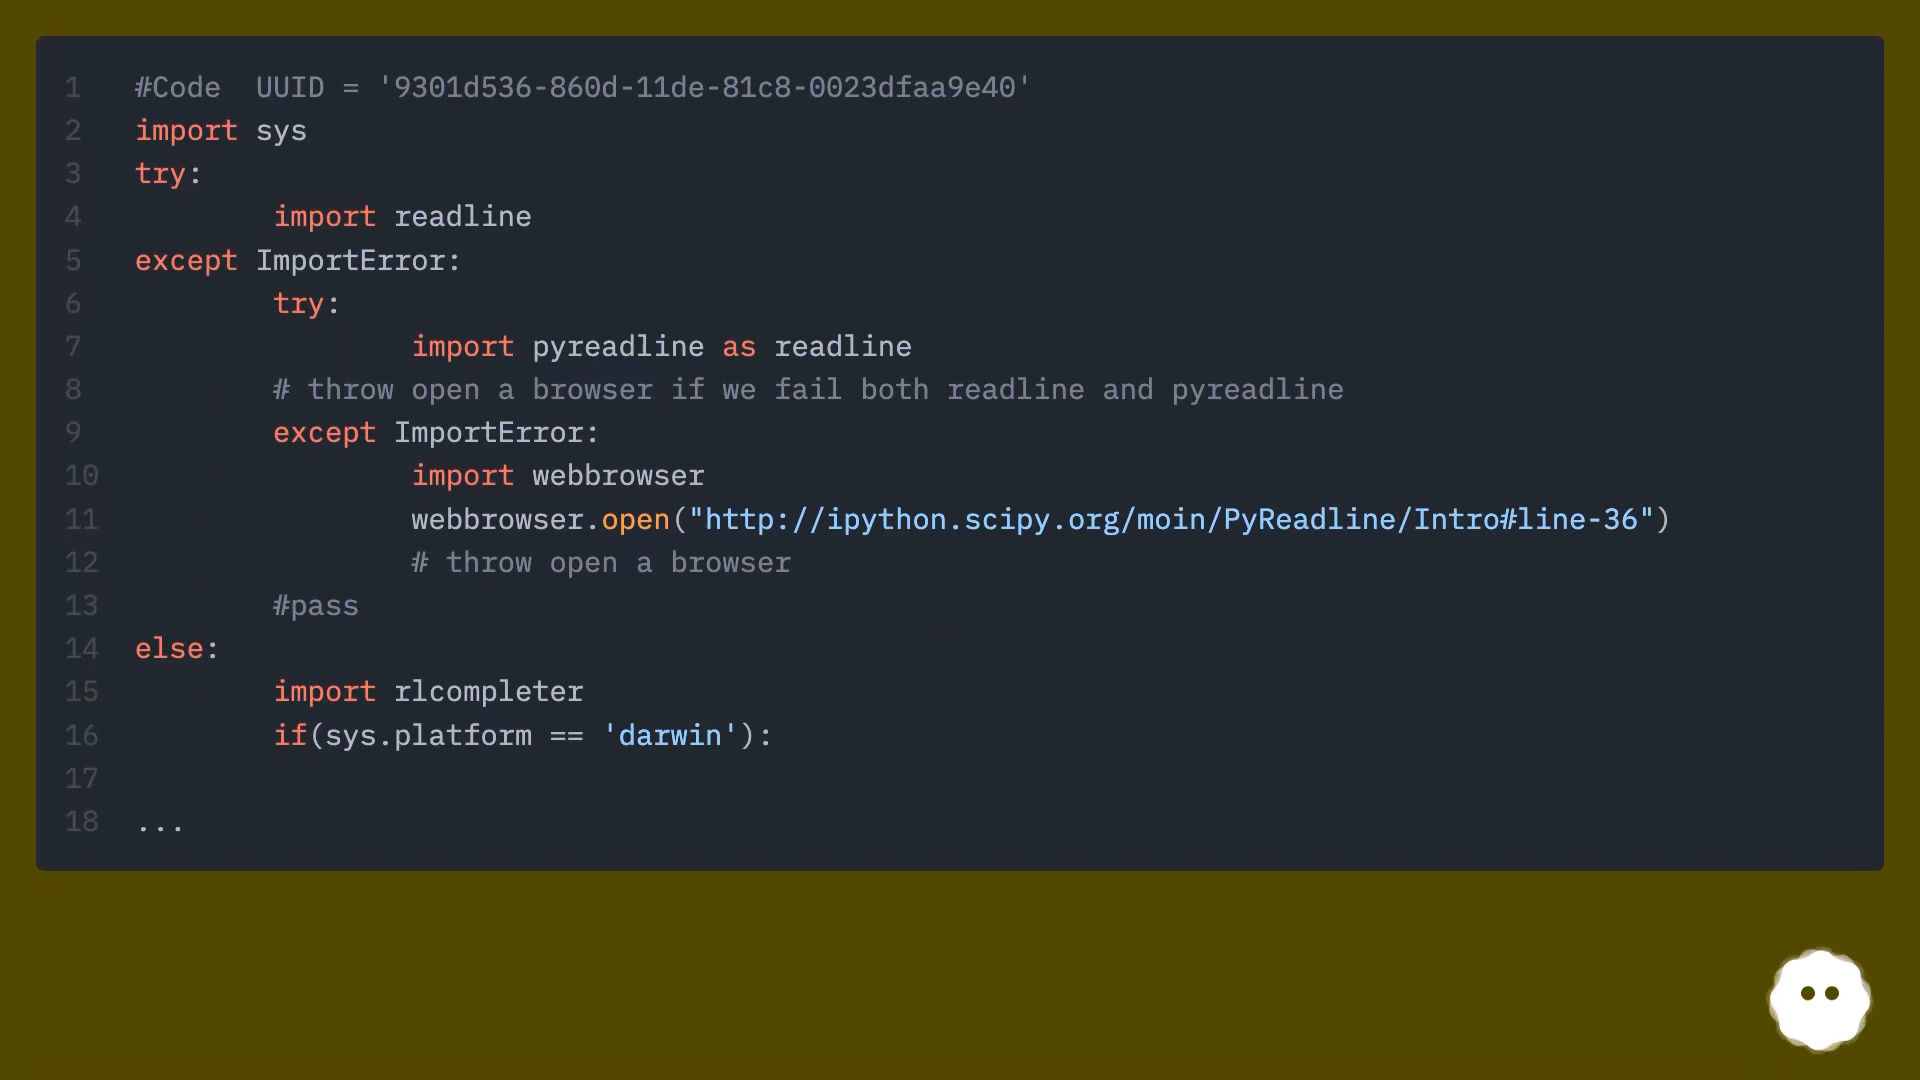 1 #Code  UUID = '9301d536-860d-11de-81c8-0023dfaa9e40'
2 import sys
3 try:
4         import readline
5 except ImportError:
6         try:
7                 import pyreadline as readline
8         # throw open a browser if we fail both readline and pyreadline
9         except ImportError:
10                 import webbrowser
11                 webbrowser.open("http://ipython.scipy.org/moin/PyReadline/Intro#line-36")
12                 # throw open a browser
13         #pass
14 else:
15         import rlcompleter
16         if(sys.platform == 'darwin'):
17
18 ...